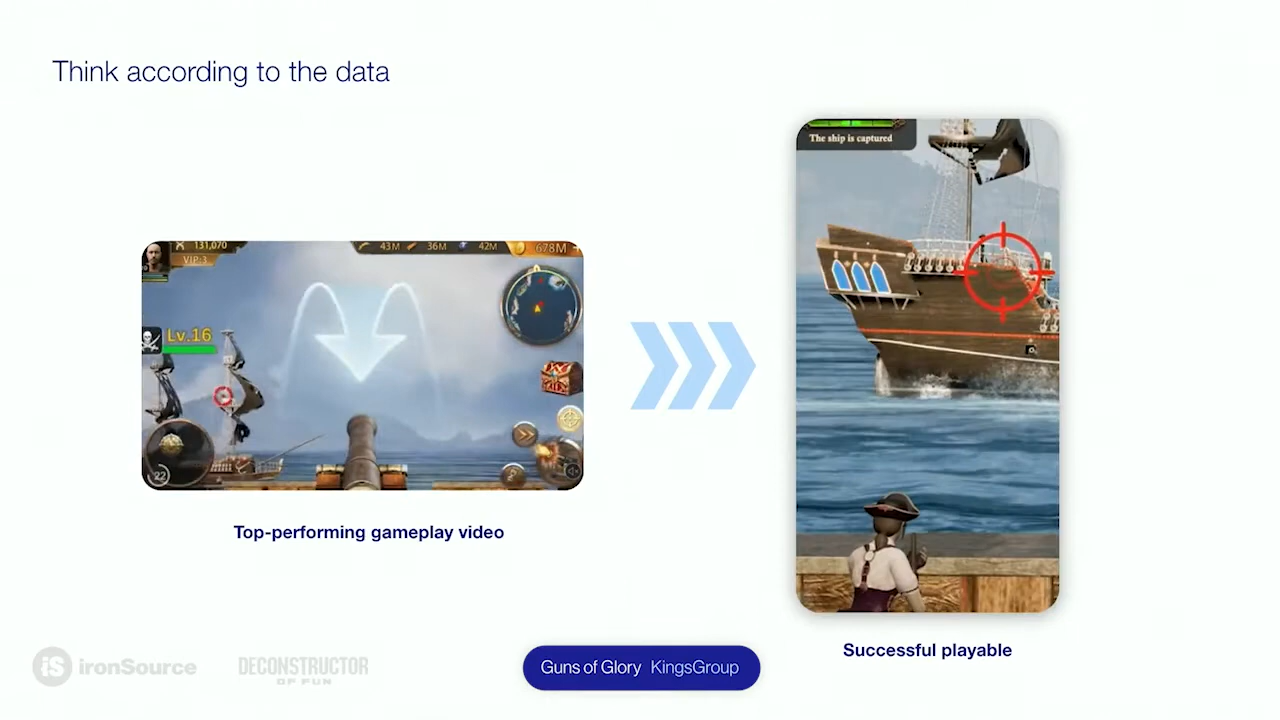 Think according to the data
The ship is captured
131,070
VIP:3
43M
36M
42M
678M
Lv.16
22
Top-performing gameplay video
Successful playable
iS ironSource
DECONSTRUCTOR
OF FUN
Guns of Glory KingsGroup